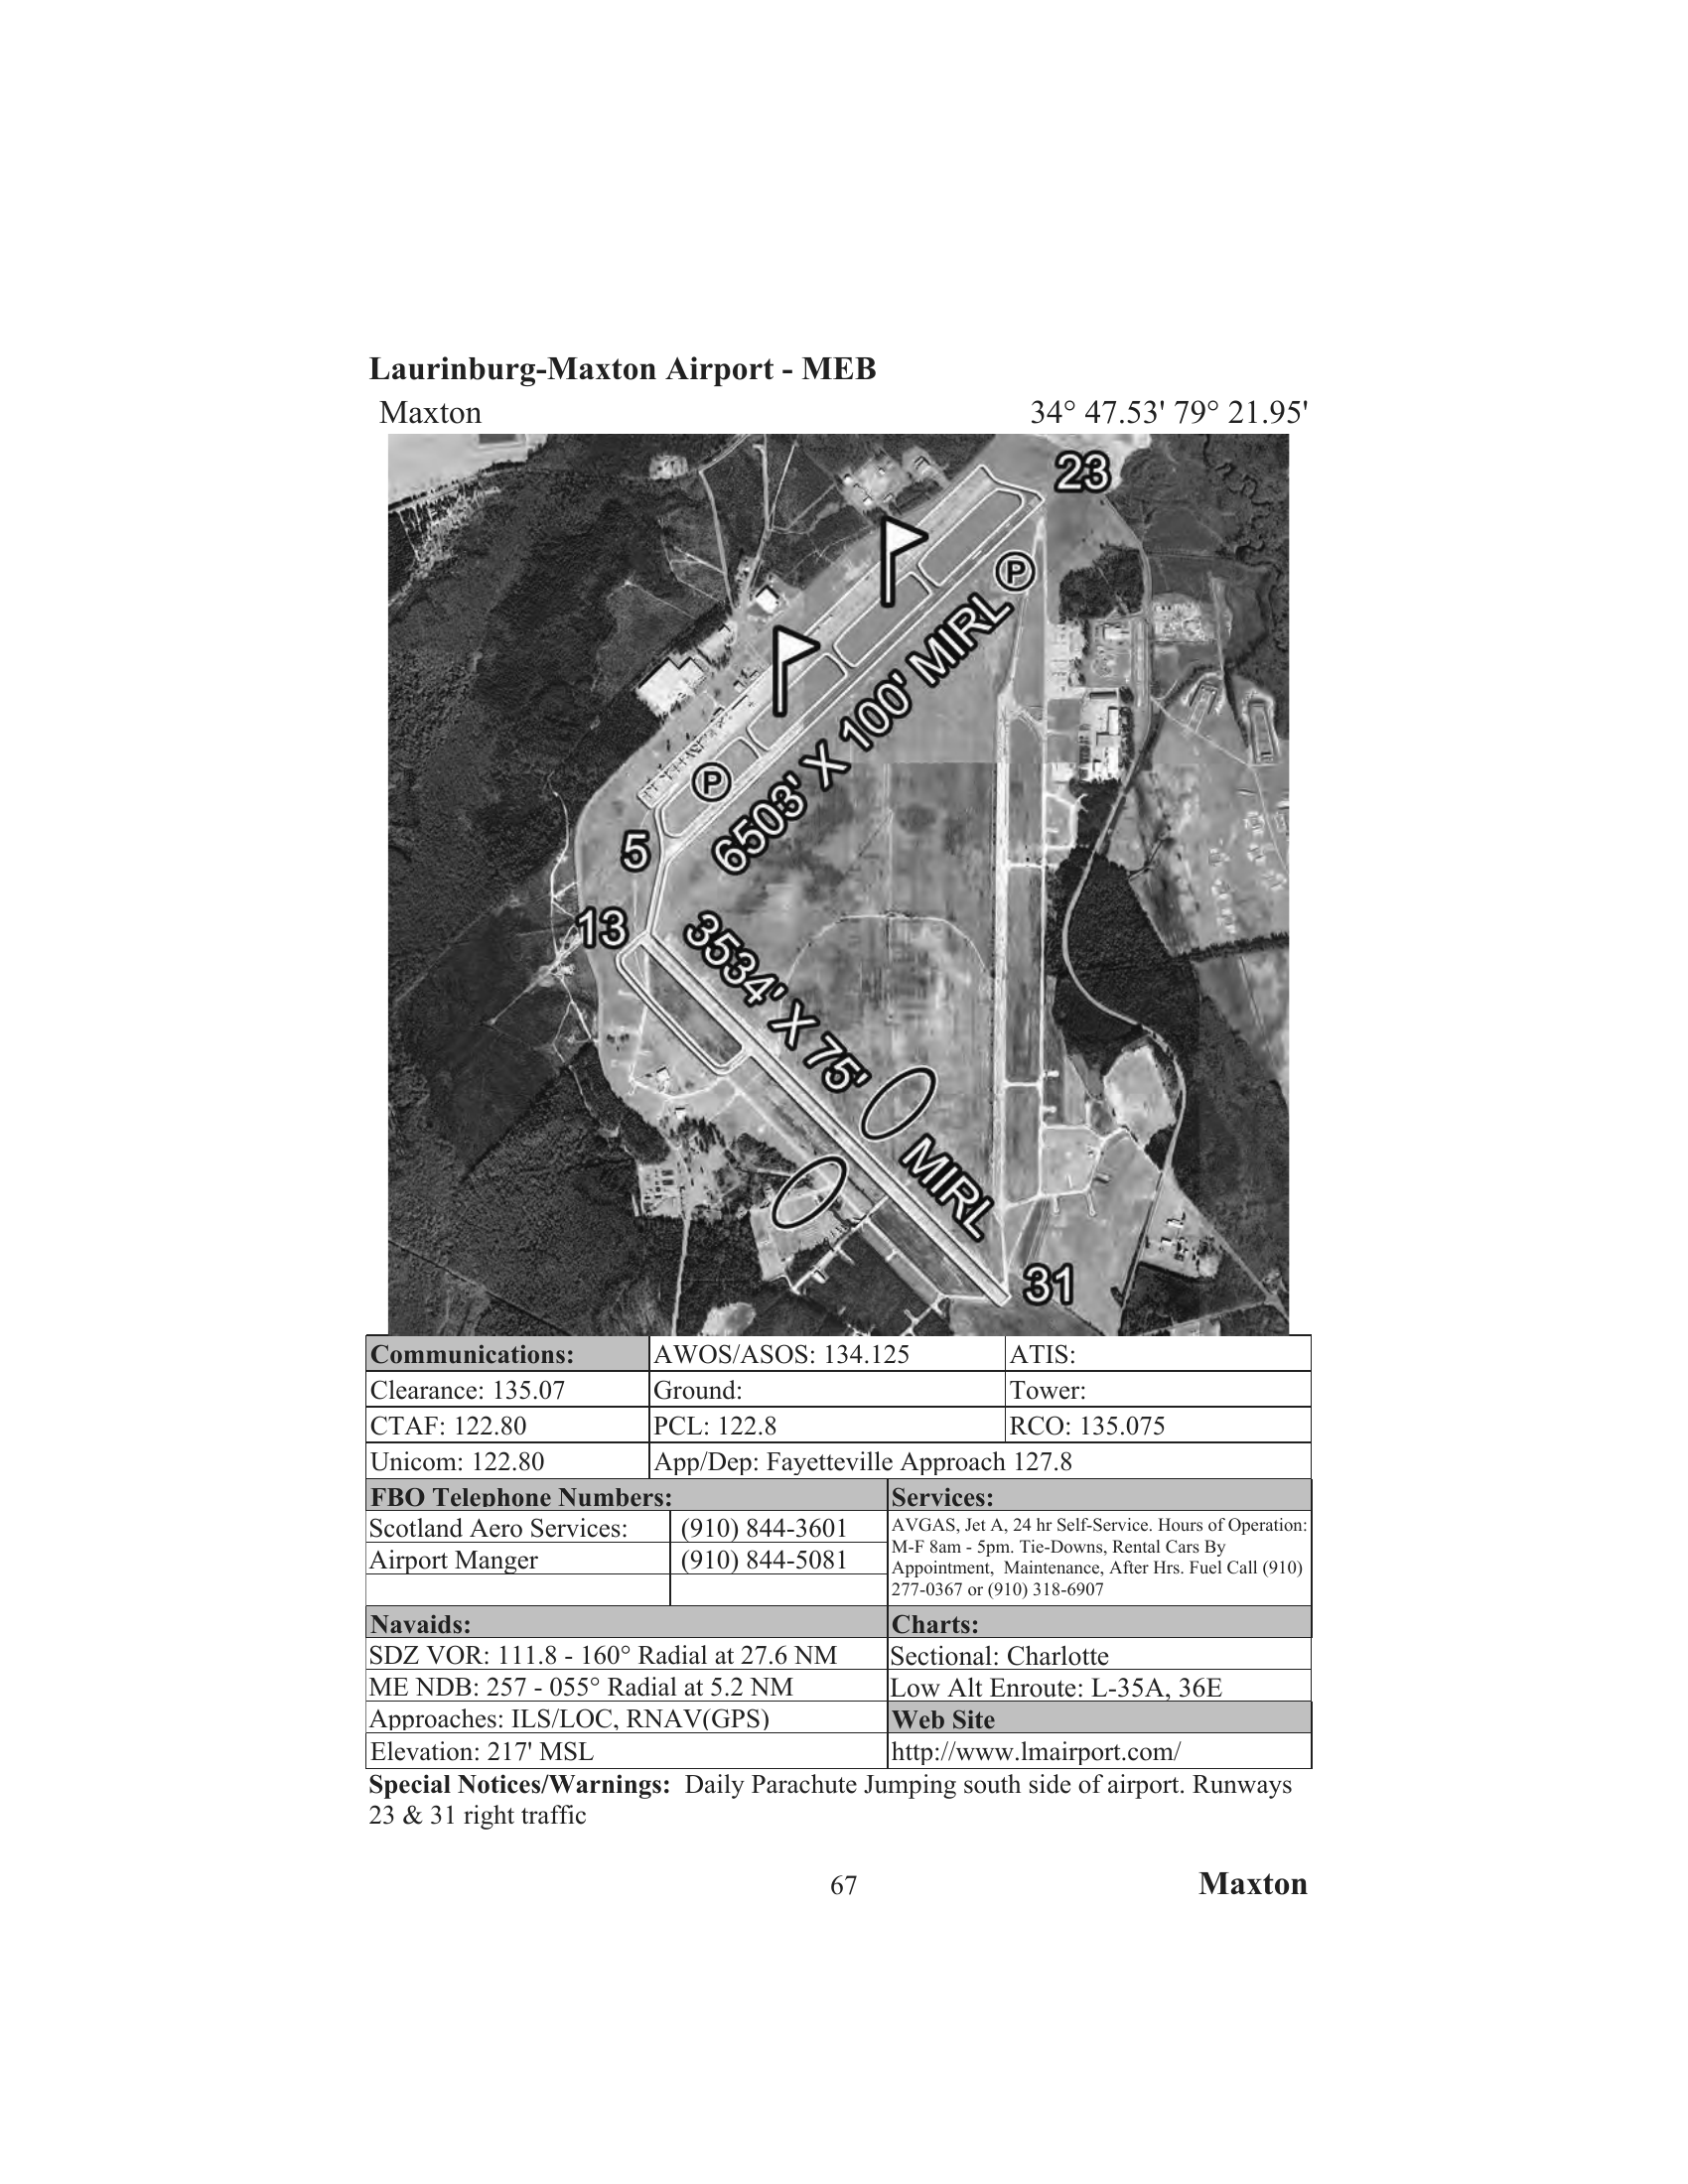 Laurinburg-Maxton Airport - MEB
Maxton 34° 47.53' 79° 21.95'
23
P
6503' X 100' MIRL
P
5
13
3534' X 75' MIRL
31
Communications: AWOS/ASOS: 134.125 ATIS:
Clearance: 135.07 Ground: Tower:
CTAF: 122.80 PCL: 122.8 RCO: 135.075
Unicom: 122.80 App/Dep: Fayetteville Approach 127.8
FBO Telephone Numbers:
Scotland Aero Services: (910) 844-3601
Airport Manger (910) 844-5081
Services:
AVGAS, Jet A, 24 hr Self-Service. Hours of Operation:
M-F 8am - 5pm. Tie-Downs, Rental Cars By
Appointment, Maintenance, After Hrs. Fuel Call (910)
277-0367 or (910) 318-6907
Navaids:
SDZ VOR: 111.8 - 160° Radial at 27.6 NM
ME NDB: 257 - 055° Radial at 5.2 NM
Approaches: ILS/LOC, RNAV(GPS)
Elevation: 217' MSL
Charts:
Sectional: Charlotte
Low Alt Enroute: L-35A, 36E
Web Site
http://www.lmairport.com/
Special Notices/Warnings: Daily Parachute Jumping south side of airport. Runways
23 & 31 right traffic
67 Maxton